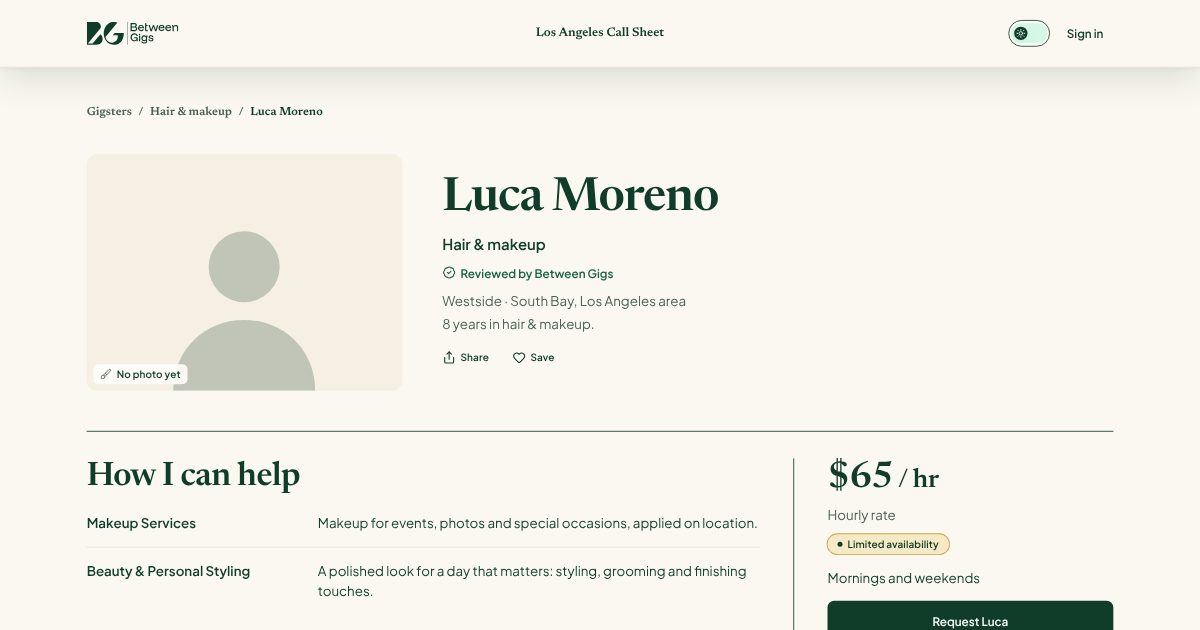 BG Between Gigs
Los Angeles Call Sheet
Sign in
Gigsters / Hair & makeup / Luca Moreno
No photo yet
Luca Moreno
Hair & makeup
Reviewed by Between Gigs
Westside · South Bay, Los Angeles area
8 years in hair & makeup.
Share
Save
How I can help
Makeup Services
Makeup for events, photos and special occasions, applied on location.
Beauty & Personal Styling
A polished look for a day that matters: styling, grooming and finishing
touches.
$65 / hr
Hourly rate
Limited availability
Mornings and weekends
Request Luca